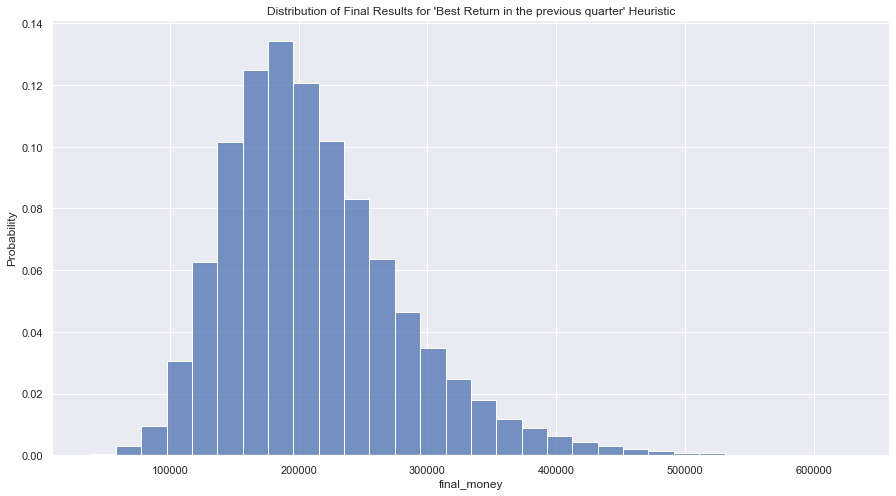 Distribution of Final Results for 'Best Return in the previous quarter' Heuristic
0.14
0.12
0.10
0.08
0.06
0.04
0.02
0.00
Probability
100000 200000 300000 400000 500000 600000
final_money